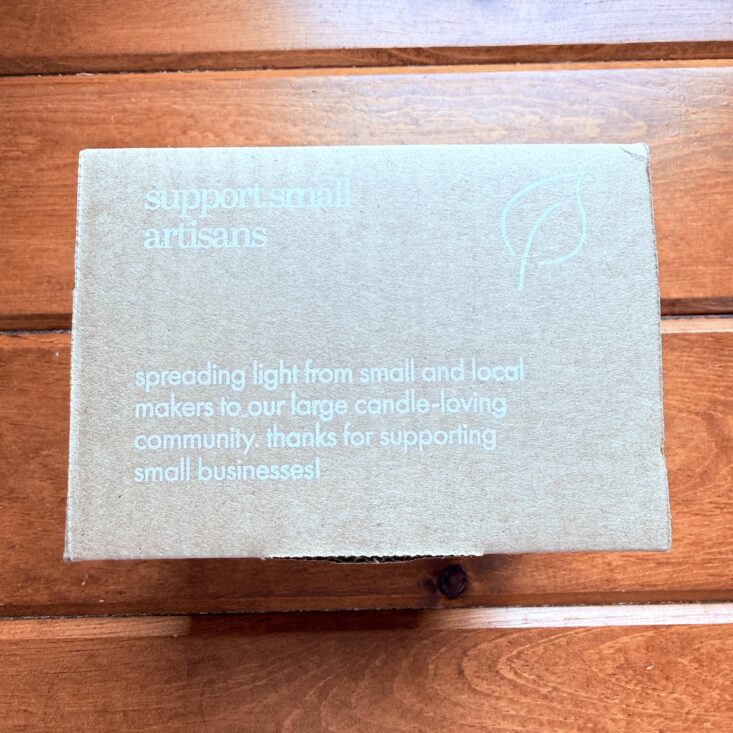 support small
artisans
spreading light from small and local
makers to our large candle-loving
community. thanks for supporting
small businesses!